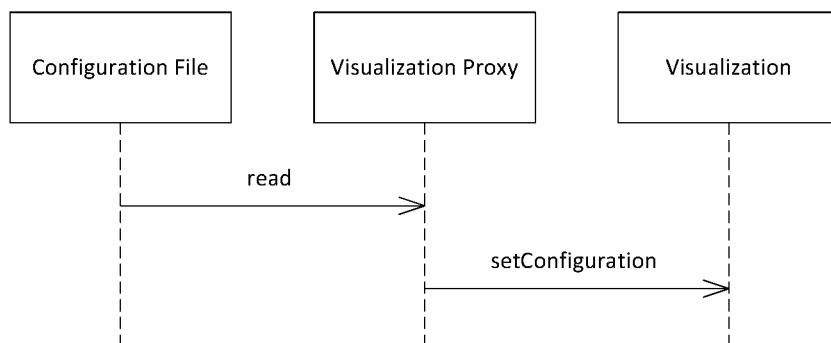 Configuration File
Visualization Proxy
Visualization
read
setConfiguration